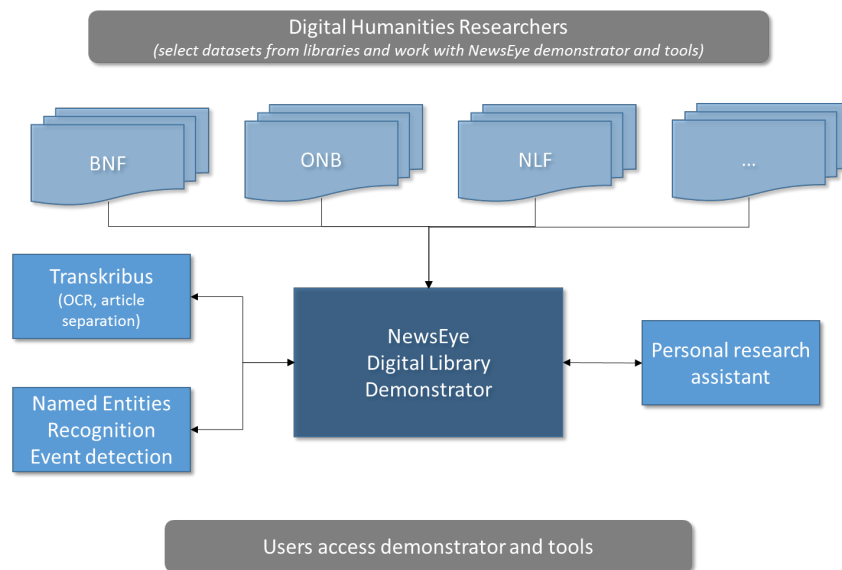 Digital Humanities Researchers
(select datasets from libraries and work with NewsEye demonstrator and tools)
BNF
ONB
NLF
...
Transkribus
(OCR, article
separation)
NewsEye
Digital Library
Demonstrator
Personal research
assistant
Named Entities
Recognition
Event detection
Users access demonstrator and tools